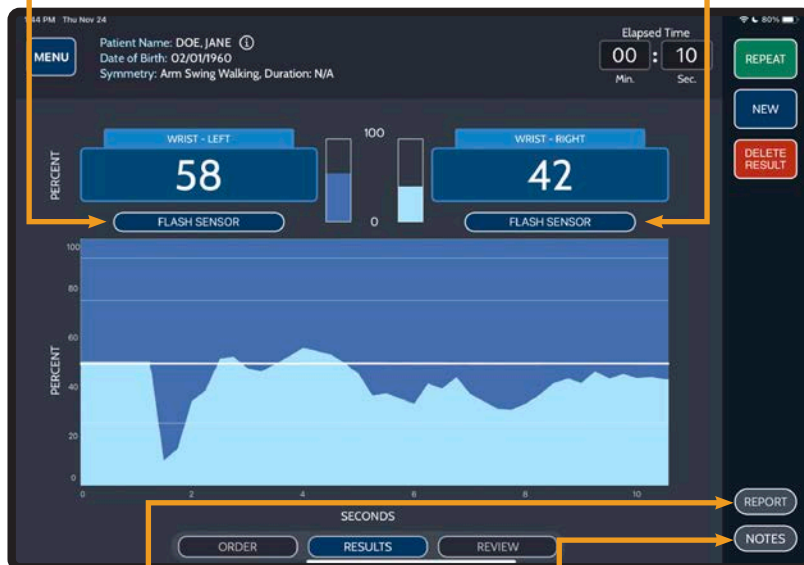 1:44 PM Thu Nov 24
80%
MENU
Patient Name: DOE, JANE
Date of Birth: 02/01/1960
Symmetry: Arm Swing Walking, Duration: N/A
Elapsed Time
00 : 10
Min. Sec.
REPEAT
NEW
DELETE RESULT
PERCENT
WRIST - LEFT
58
FLASH SENSOR
100
0
WRIST - RIGHT
42
FLASH SENSOR
PERCENT
100
80
60
40
20
0
0 2 4 6 8 10
SECONDS
ORDER RESULTS REVIEW
REPORT
NOTES